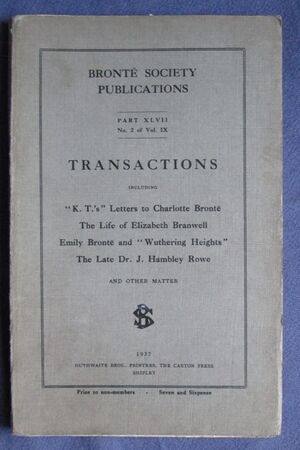 BRONTË SOCIETY
PUBLICATIONS
PART XLVII
No. 2 of Vol. IX
TRANSACTIONS
INCLUDING
"K. T.'s" Letters to Charlotte Brontë
The Life of Elizabeth Branwell
Emily Brontë and "Wuthering Heights"
The Late Dr. J. Hambley Rowe
AND OTHER MATTER
BS
1937
OUTHWAITE BROS., PRINTERS, THE CAXTON PRESS
SHIPLEY
Price to non-members - Seven and Sixpence